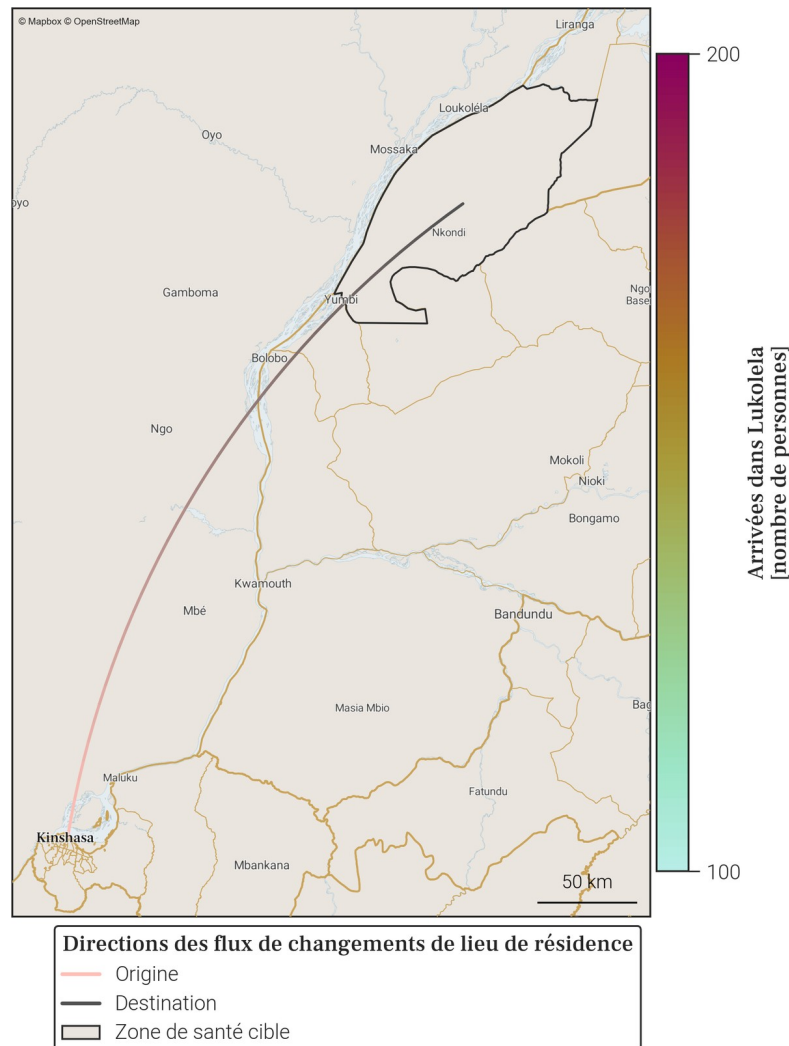 © Mapbox © OpenStreetMap
Liranga
Loukoléla
Oyo
Mossaka
oyo
Nkondi
Gamboma
Yumbi
Ngo
Base
Bolobo
Ngo
Mokoli
Nioki
Bongamo
Kwamouth
Mbé
Bandundu
Masia Mbio
Bag
Maluku
Fatundu
Kinshasa
Mbankana
50 km
200
100
Arrivées dans Lukolela
[nombre de personnes]
Directions des flux de changements de lieu de résidence
Origine
Destination
Zone de santé cible